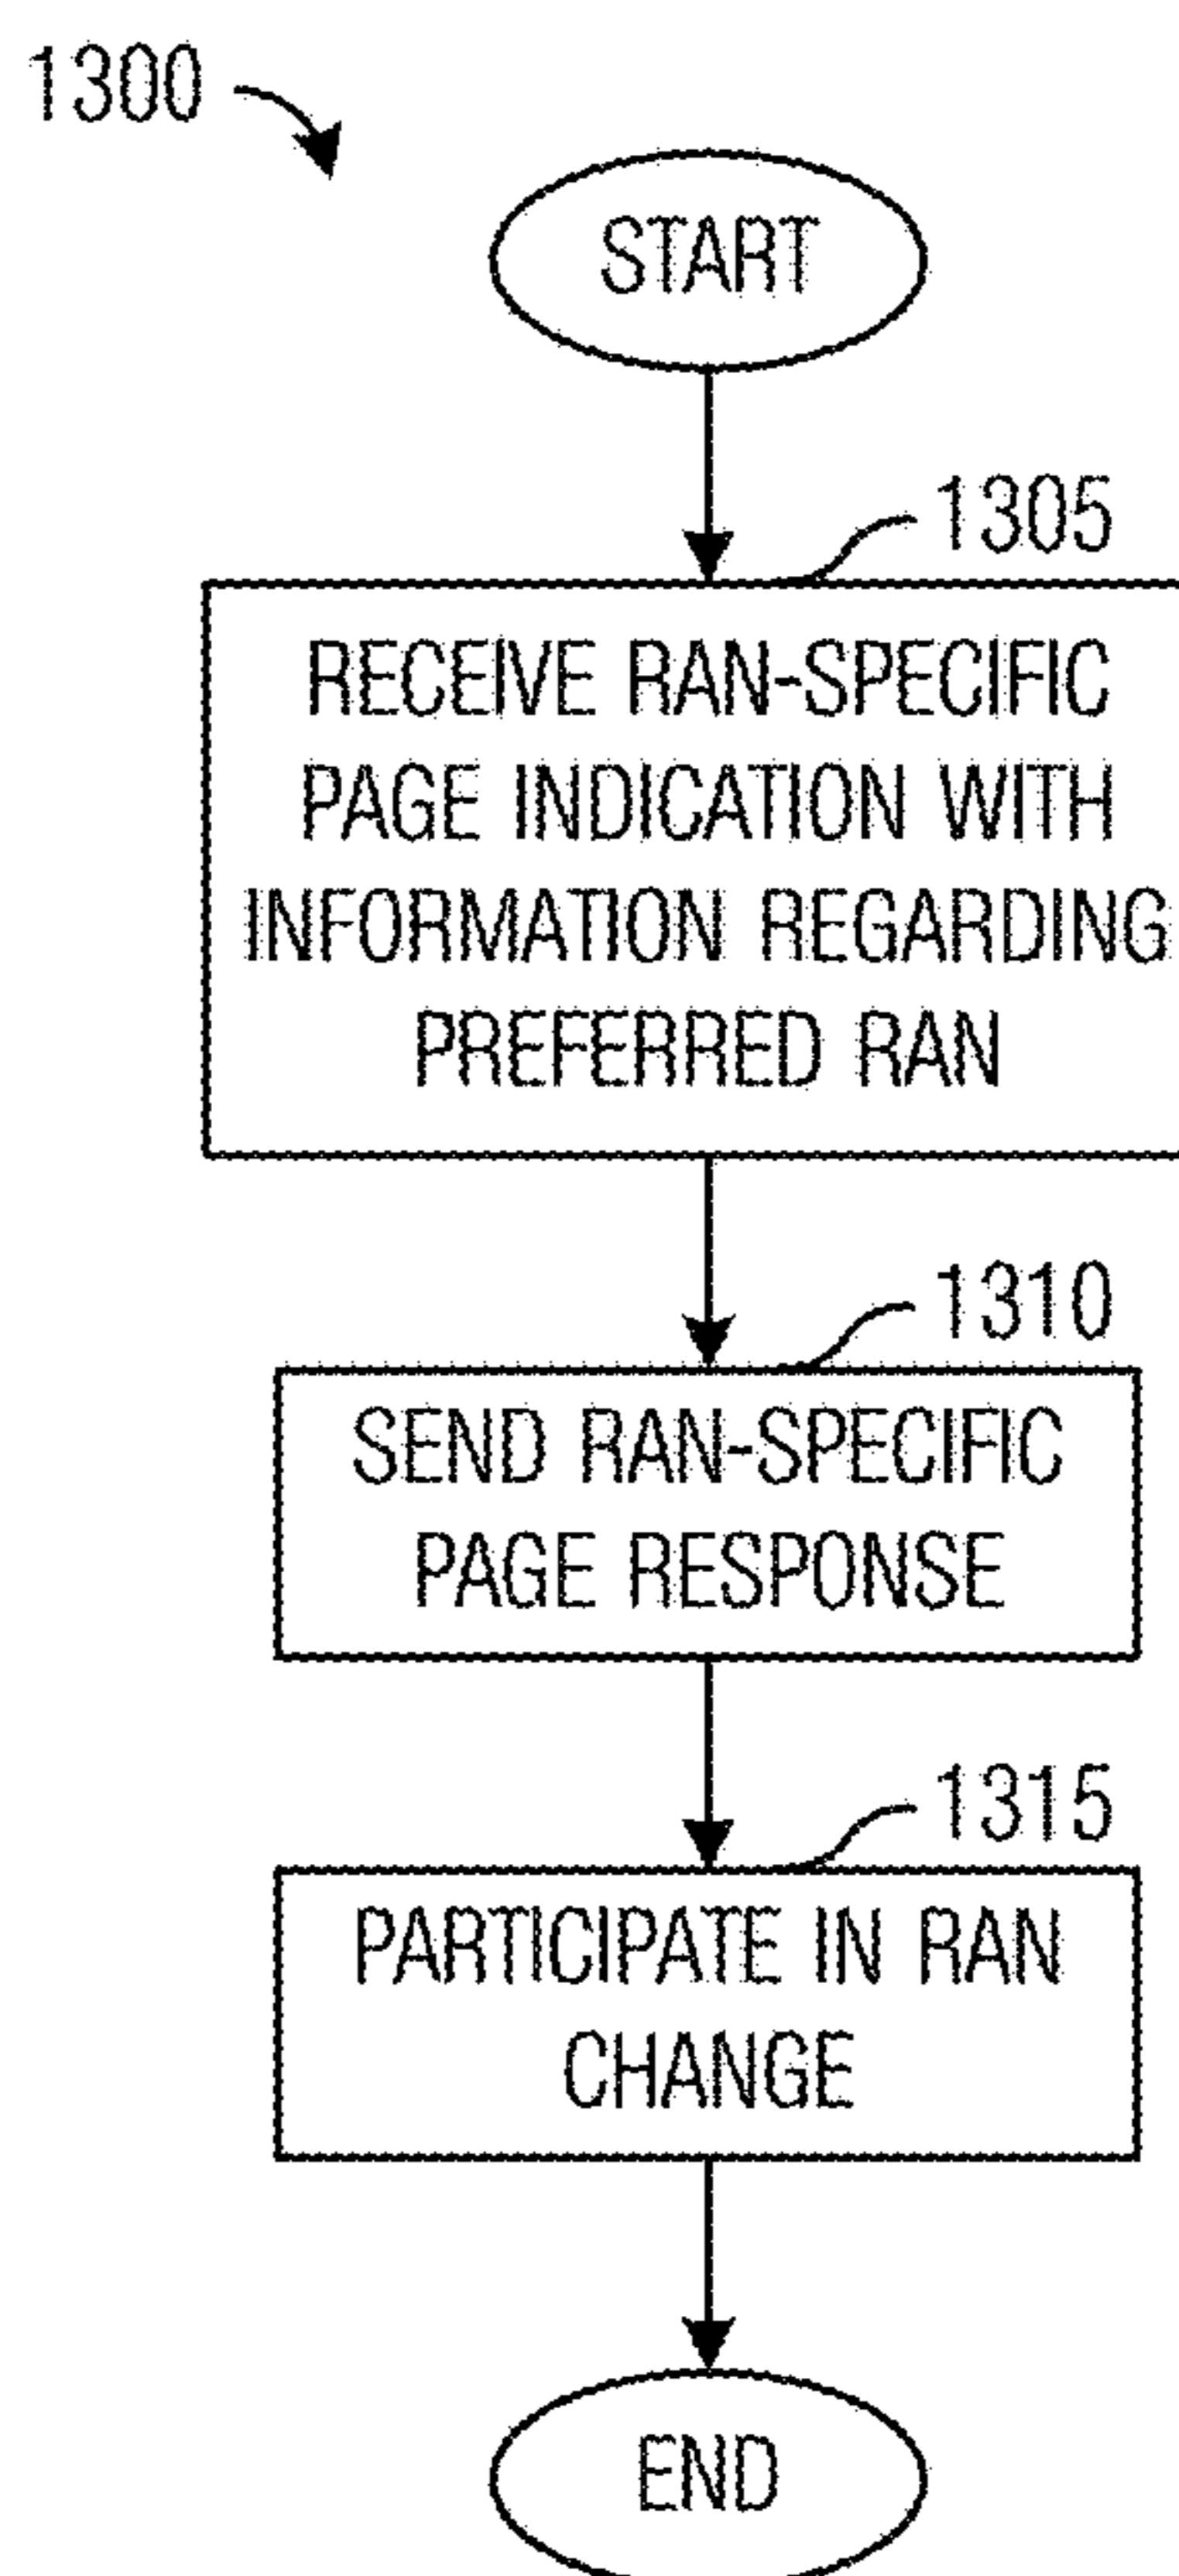 1300
START
1305
RECEIVE RAN-SPECIFIC
PAGE INDICATION WITH
INFORMATION REGARDING
PREFERRED RAN
1310
SEND RAN-SPECIFIC
PAGE RESPONSE
1315
PARTICIPATE IN RAN
CHANGE
END